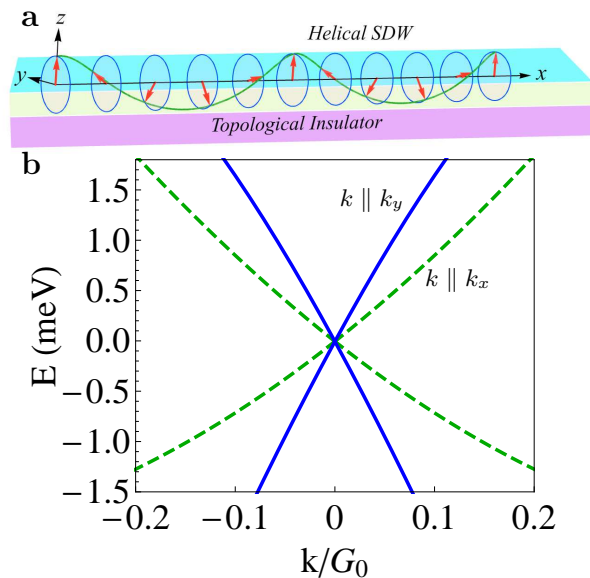 a
z
Helical SDW
y
x
Topological Insulator
b
1.5
1.0
0.5
0.0
−0.5
−1.0
−1.5
E (meV)
k ∥ k_y
k ∥ k_x
−0.2 −0.1 0 0.1 0.2
k/G_0